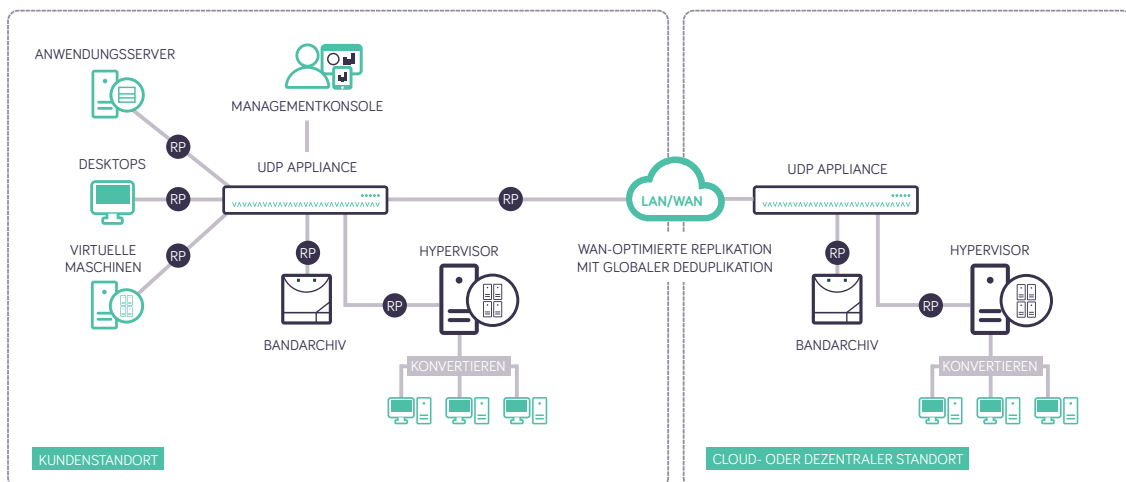 ANWENDUNGSSERVER
MANAGEMENTKONSOLE
RP
DESKTOPS
RP
VIRTUELLE
MASCHINEN
RP
UDP APPLIANCE
RP
BANDARCHIV
RP
HYPERVISOR
KONVERTIEREN
RP
LAN/WAN
WAN-OPTIMIERTE REPLIKATION
MIT GLOBALER DEDUPLIKATION
KUNDENSTANDORT
UDP APPLIANCE
RP
BANDARCHIV
RP
HYPERVISOR
KONVERTIEREN
CLOUD- ODER DEZENTRALER STANDORT